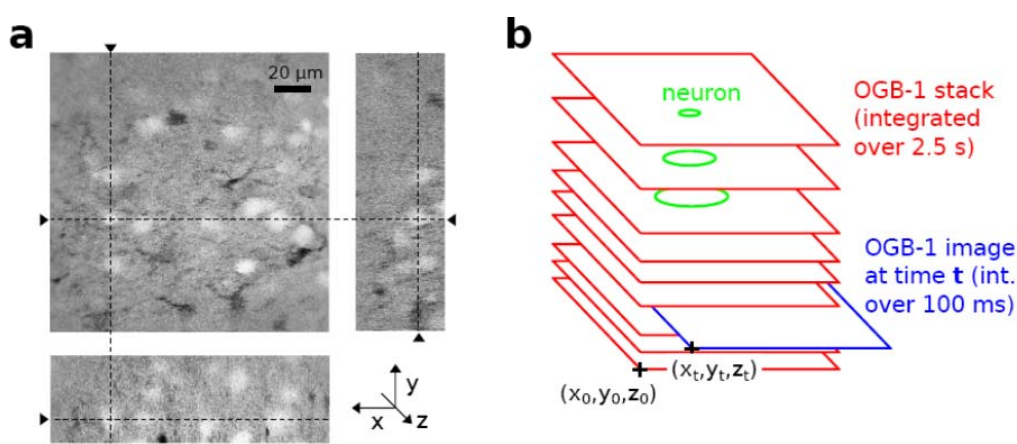 a
20 µm
y
x
z
b
neuron
OGB-1 stack
(integrated
over 2.5 s)
OGB-1 image
at time t (int.
over 100 ms)
(xt,yt,zt)
(x0,y0,z0)